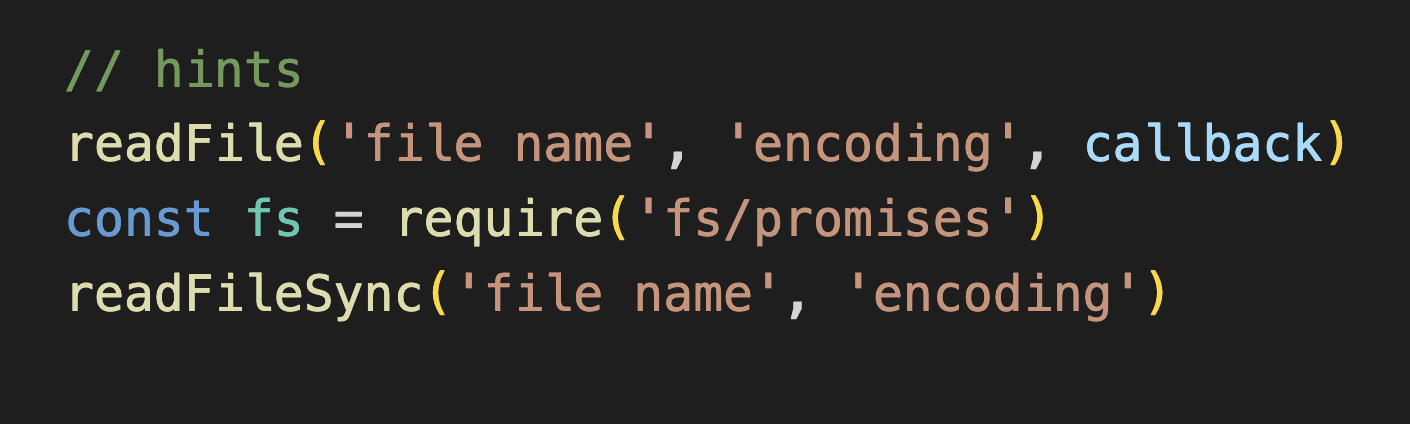 // hints
readFile('file name', 'encoding', callback)
const fs = require('fs/promises')
readFileSync('file name', 'encoding')